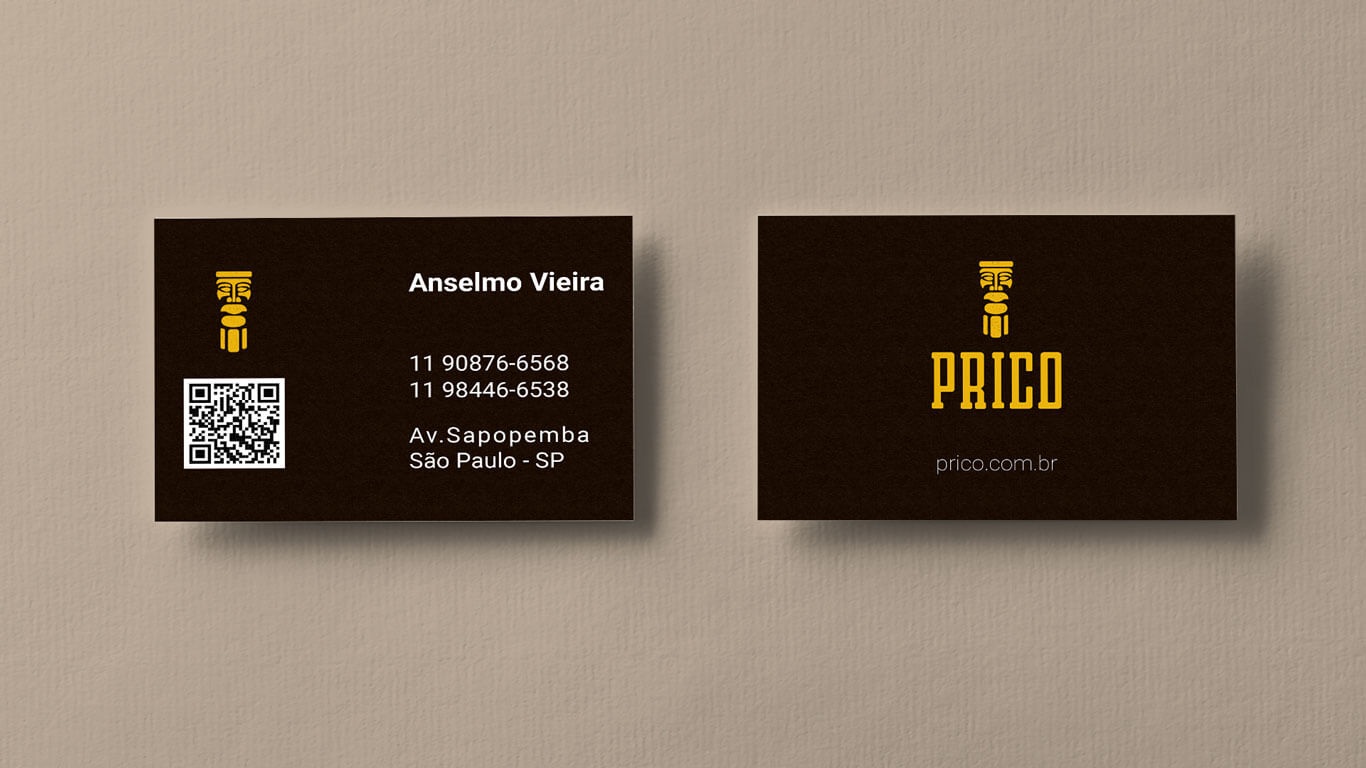 Anselmo Vieira
11 90876-6568
11 98446-6538
Av.Sapopemba
São Paulo - SP
PRICO
prico.com.br